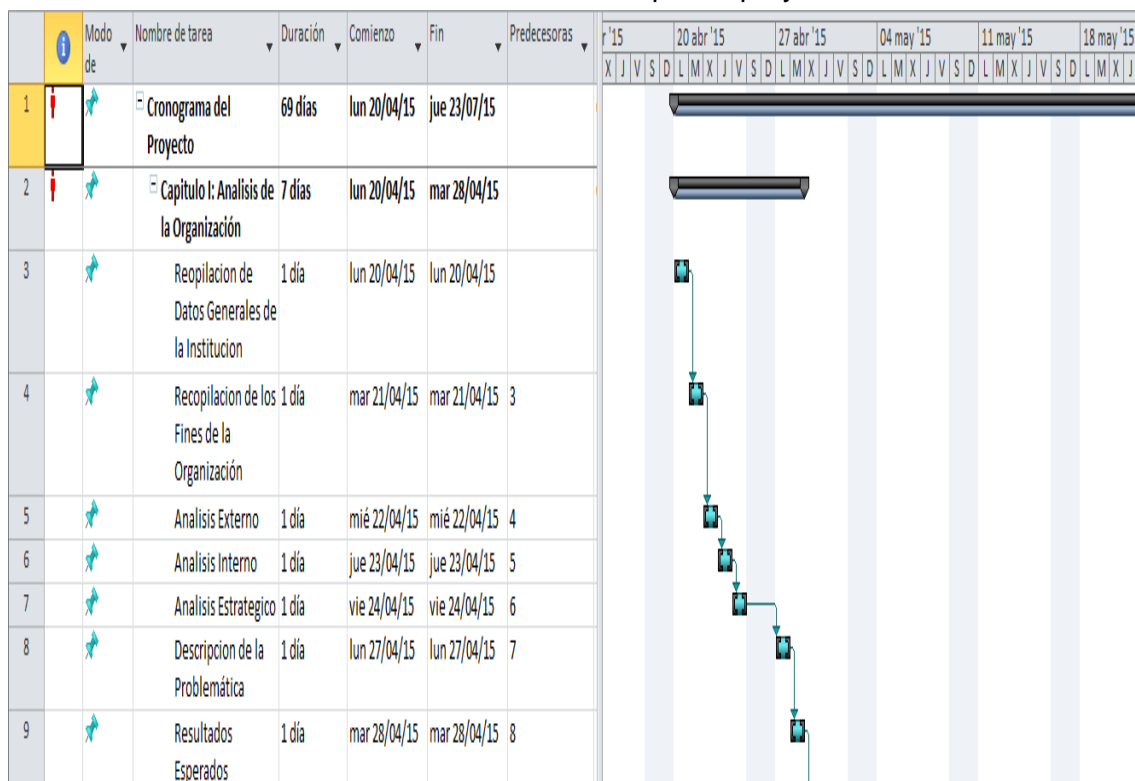 Modo de Nombre de tarea Duración Comienzo Fin Predecesoras r '15 20 abr '15 27 abr '15 04 may '15 11 may '15 18 may '15
X J V S D L M X J V S D L M X J V S D L M X J V S D L M X J V S D L M X J
1 Cronograma del Proyecto 69 días lun 20/04/15 jue 23/07/15
2 Capitulo I: Analisis de la Organización 7 días lun 20/04/15 mar 28/04/15
3 Reopilacion de Datos Generales de la Institucion 1 día lun 20/04/15 lun 20/04/15
4 Recopilacion de los Fines de la Organización 1 día mar 21/04/15 mar 21/04/15 3
5 Analisis Externo 1 día mié 22/04/15 mié 22/04/15 4
6 Analisis Interno 1 día jue 23/04/15 jue 23/04/15 5
7 Analisis Estrategico 1 día vie 24/04/15 vie 24/04/15 6
8 Descripcion de la Problemática 1 día lun 27/04/15 lun 27/04/15 7
9 Resultados Esperados 1 día mar 28/04/15 mar 28/04/15 8